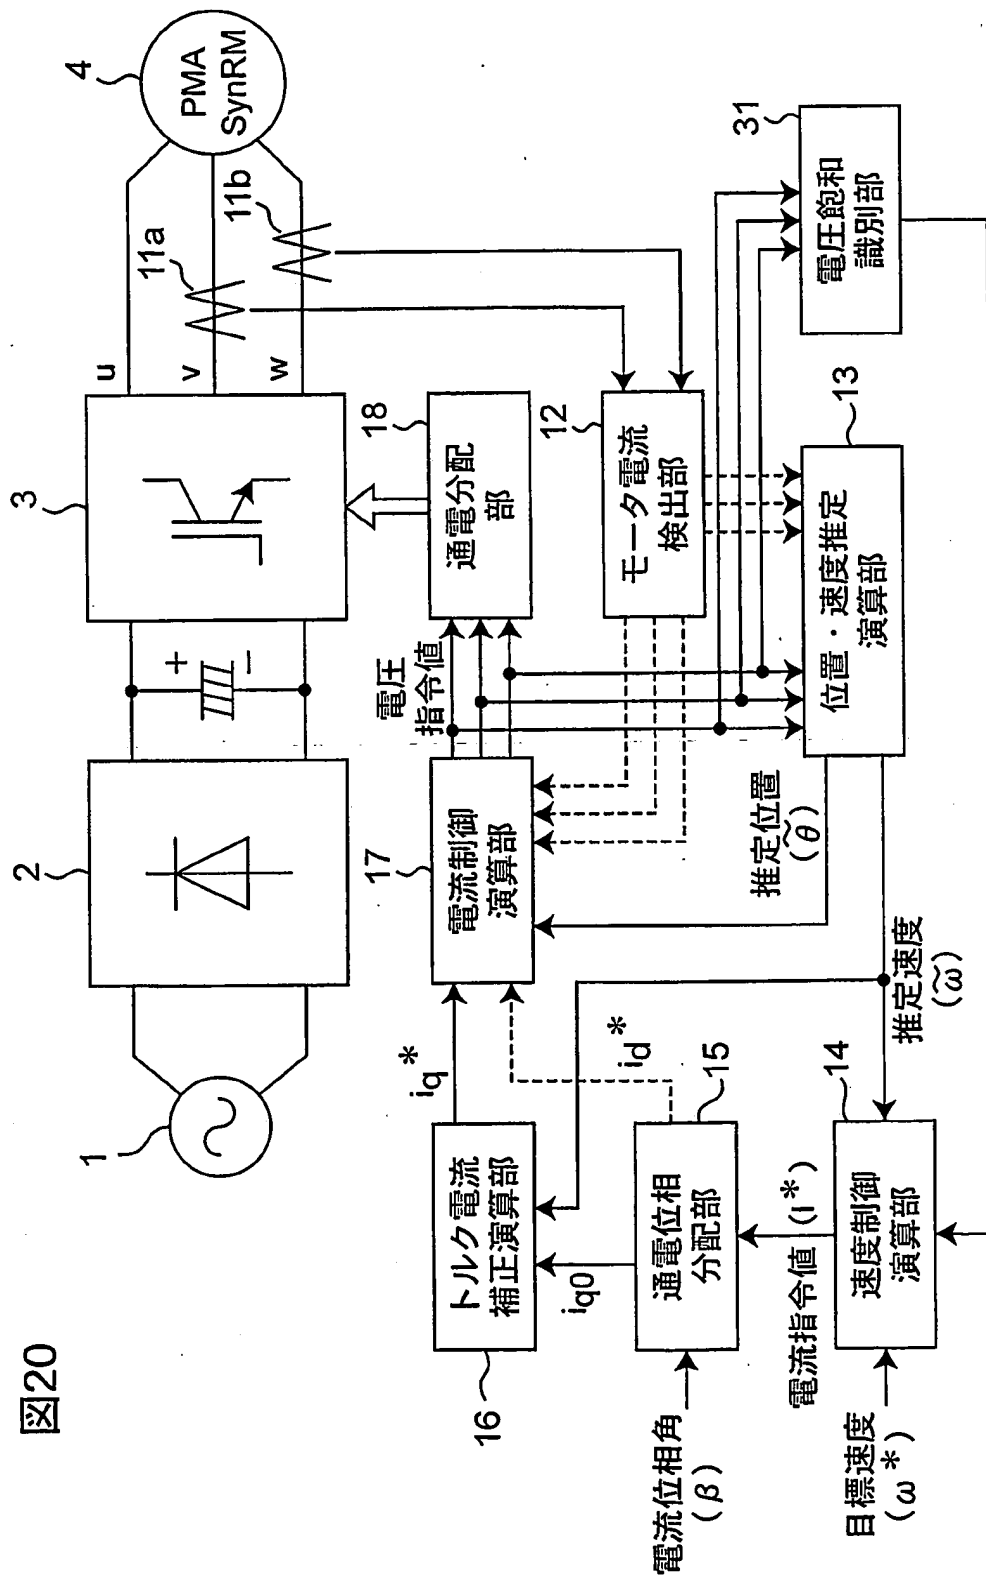 図20
1
2
3
4
PMA
SynRM
+
−
u
v
w
11a
11b
電圧
指令値
18
通電分配
部
12
モータ電流
検出部
17
電流制御
演算部
iq*
id*
16
トルク電流
補正演算部
iq0
15
通電位相
分配部
電流位相角
(β)
電流指令値 (I*)
14
速度制御
演算部
目標速度
(ω*)
推定位置
(θ̃)
推定速度
(ω̃)
13
位置・速度推定
演算部
31
電圧飽和
識別部